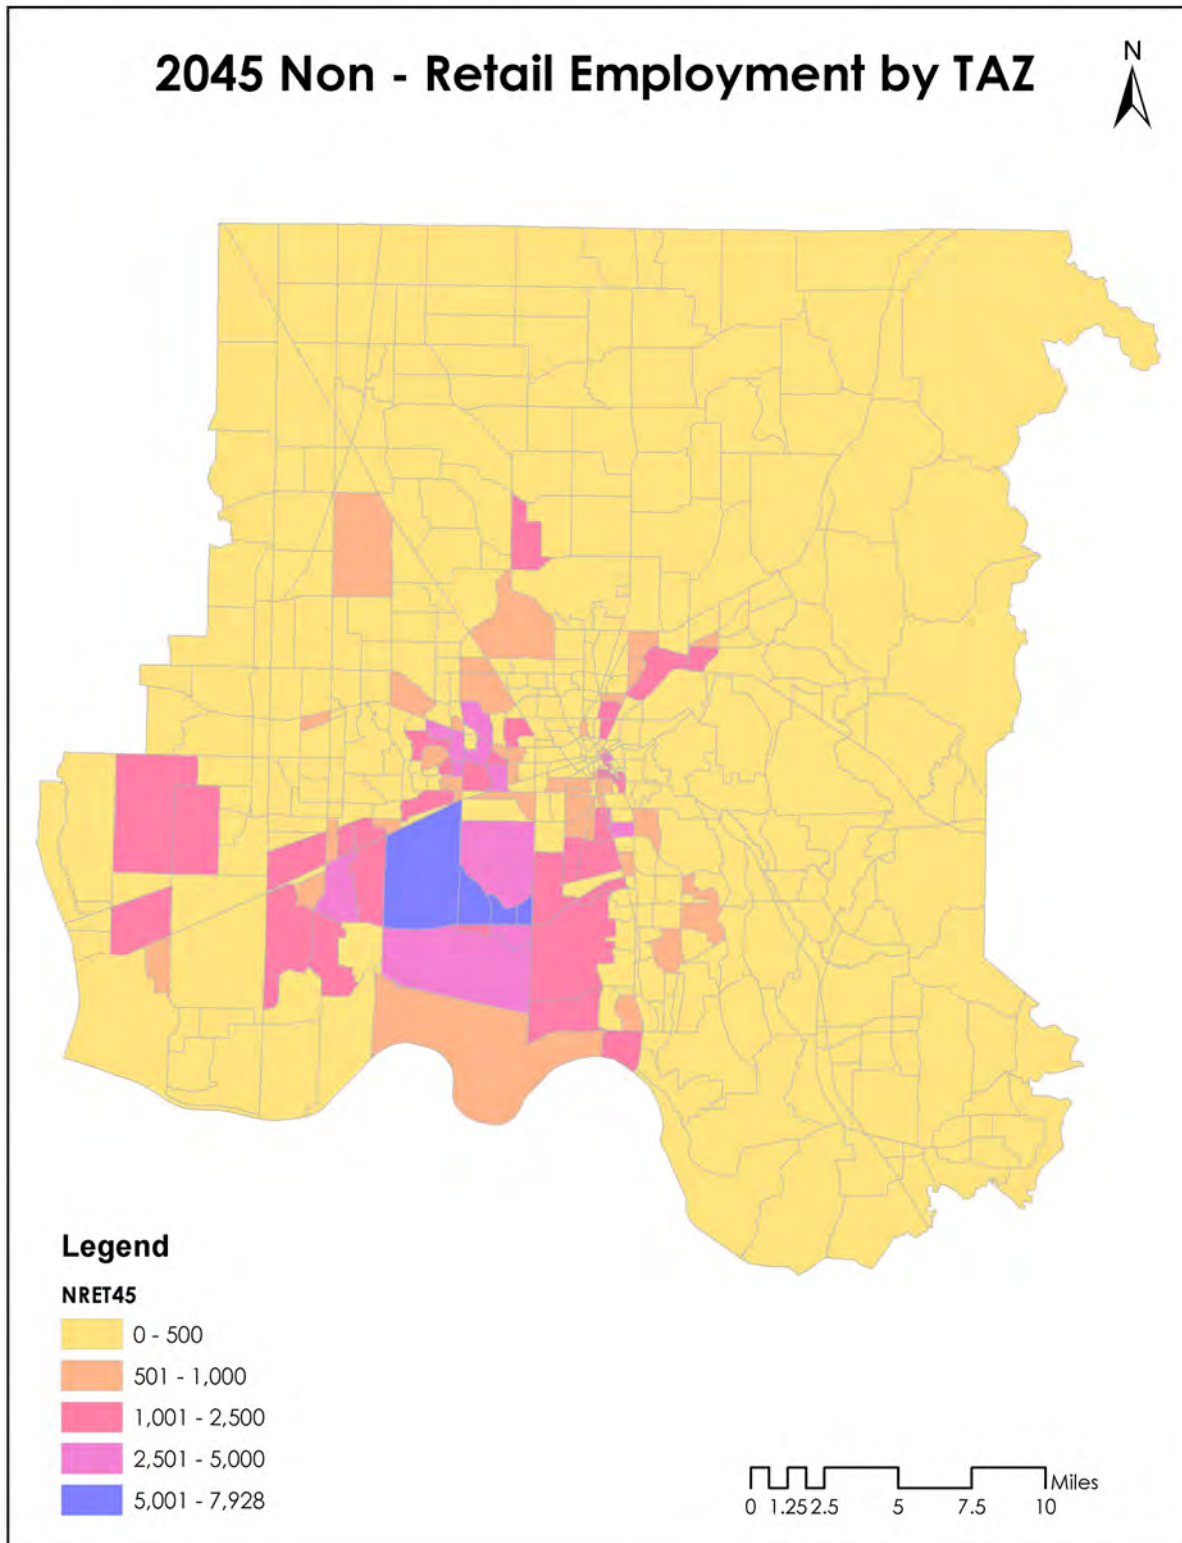 2045 Non - Retail Employment by TAZ
N
Legend
NRET45
0 - 500
501 - 1,000
1,001 - 2,500
2,501 - 5,000
5,001 - 7,928
Miles
0 1.25 2.5 5 7.5 10